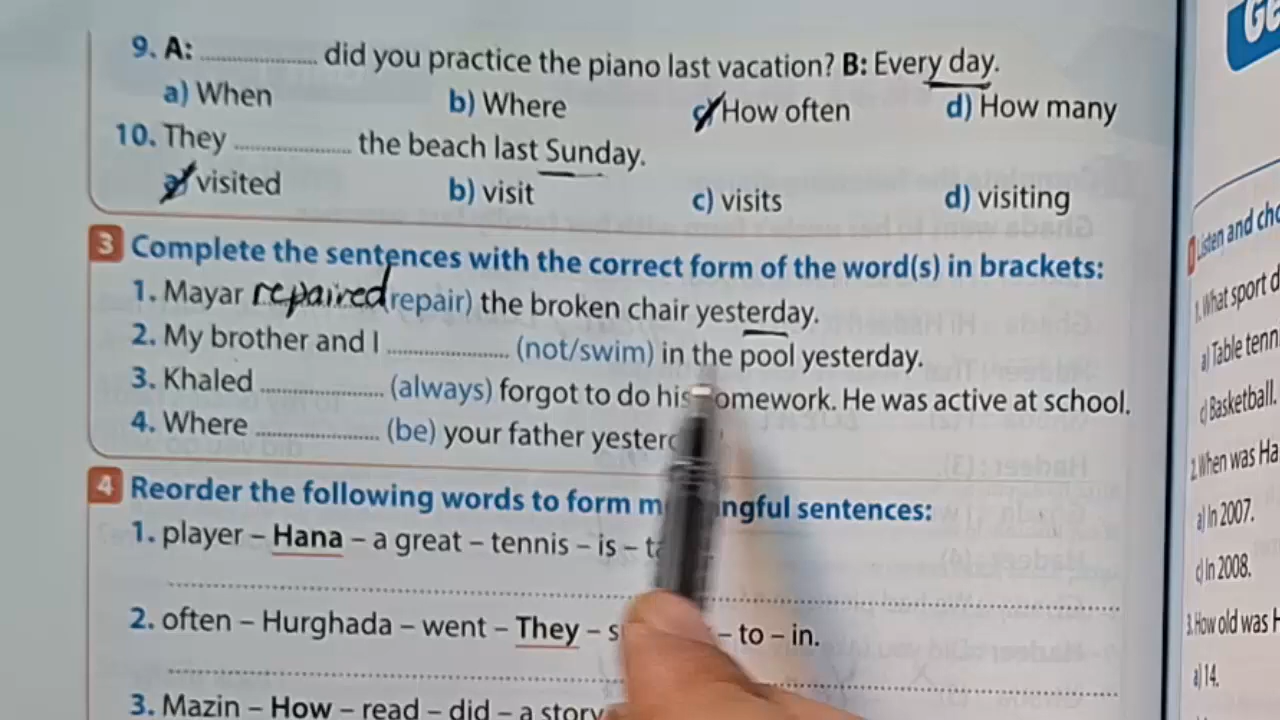 9. A: .................... did you practice the piano last vacation? B: Every day.
a) When b) Where c) How often d) How many
10. They .................... the beach last Sunday.
a) visited b) visit c) visits d) visiting
3 Complete the sentences with the correct form of the word(s) in brackets:
1. Mayar repaired (repair) the broken chair yesterday.
2. My brother and I .................... (not/swim) in the pool yesterday.
3. Khaled .................... (always) forgot to do his homework. He was active at school.
4. Where .................... (be) your father
4 Reorder the following words to form sentences:
1. player – Hana – a great – tennis – is –
2. often – Hurghada – went – They – – to – in.
3. Mazin – How – read – did – a story
Listen and
1. What sport
a) Table
c) Basketball.
2. When was
a) In 2007.
c) In 2008.
3. How old was
a) 14.